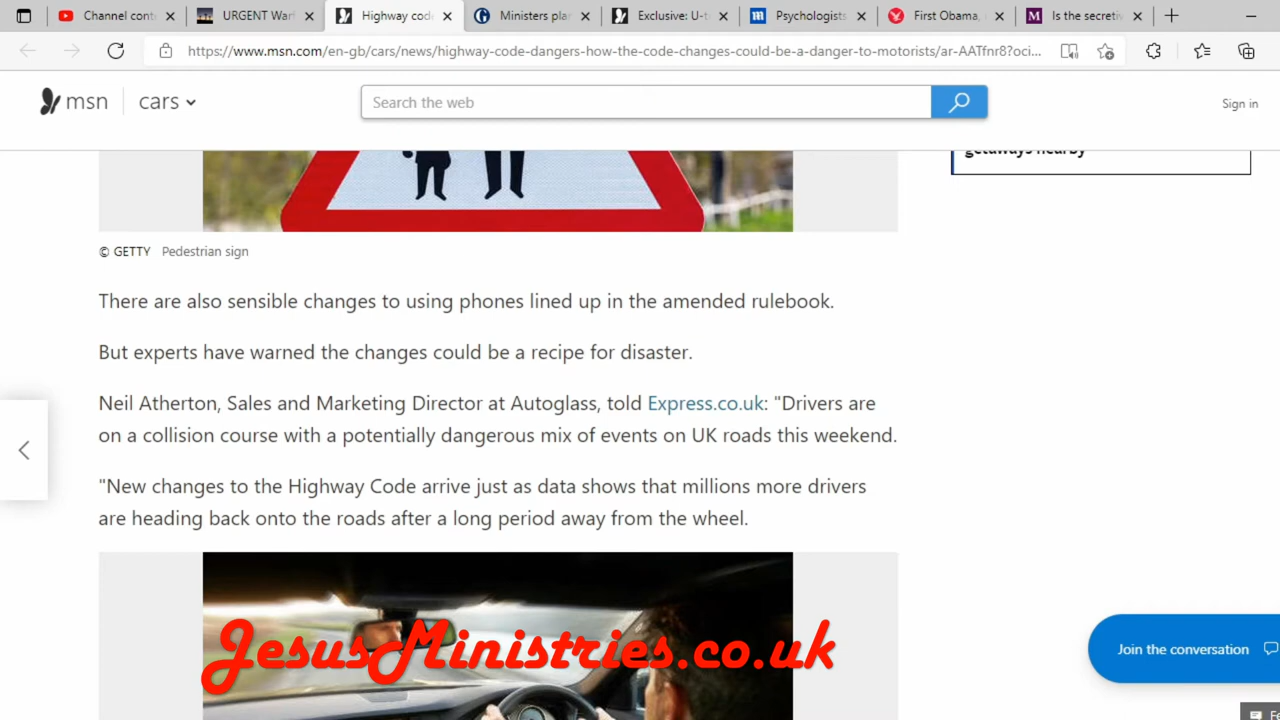 Channel cont
URGENT War
Highway cod
Ministers pla
Exclusive: U-t
Psychologists
First Obama,
Is the secretiv
https://www.msn.com/en-gb/cars/news/highway-code-dangers-how-the-code-changes-could-be-a-danger-to-motorists/ar-AATfnr8?oci...
msn
cars
Search the web
Sign in
getaways nearby
© GETTY Pedestrian sign
There are also sensible changes to using phones lined up in the amended rulebook.
But experts have warned the changes could be a recipe for disaster.
Neil Atherton, Sales and Marketing Director at Autoglass, told Express.co.uk: "Drivers are
on a collision course with a potentially dangerous mix of events on UK roads this weekend.
"New changes to the Highway Code arrive just as data shows that millions more drivers
are heading back onto the roads after a long period away from the wheel.
JesusMinistries.co.uk
Join the conversation